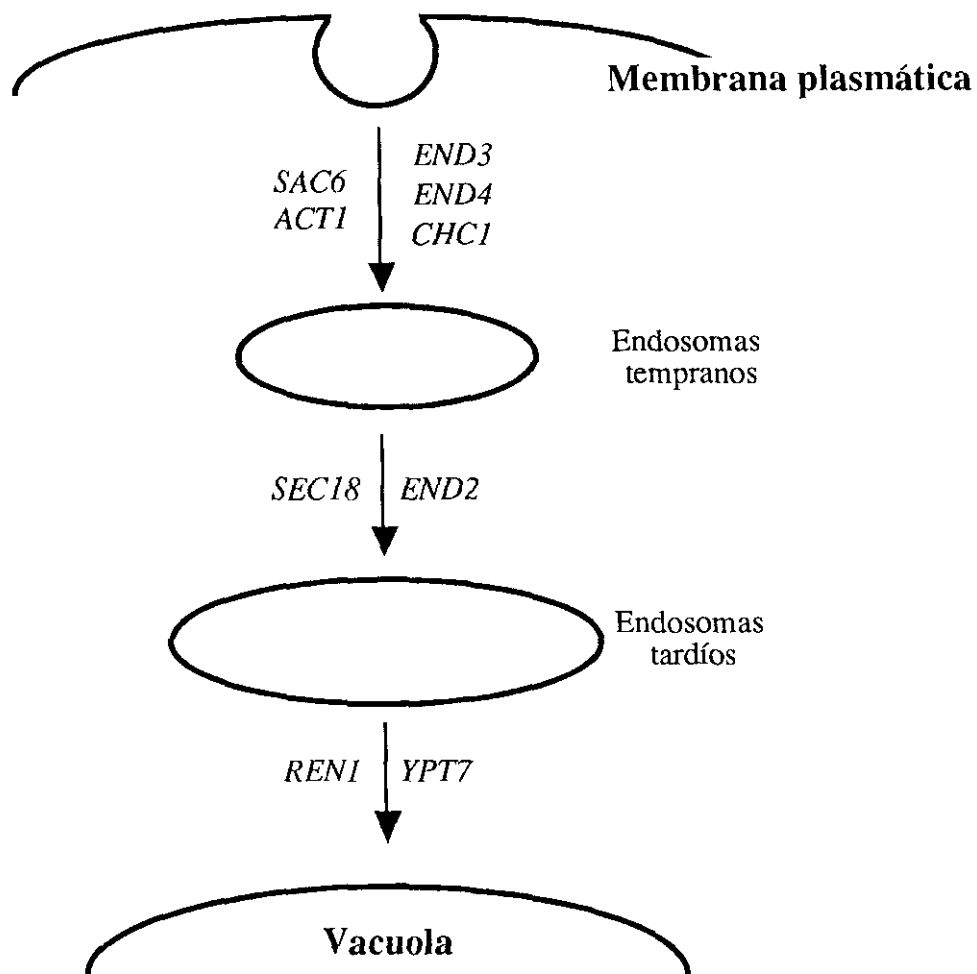 Membrana plasmática
END3
SAC6
END4
ACT1
CHC1
Endosomas
tempranos
SEC18
END2
Endosomas
tardíos
REN1
YPT7
Vacuola